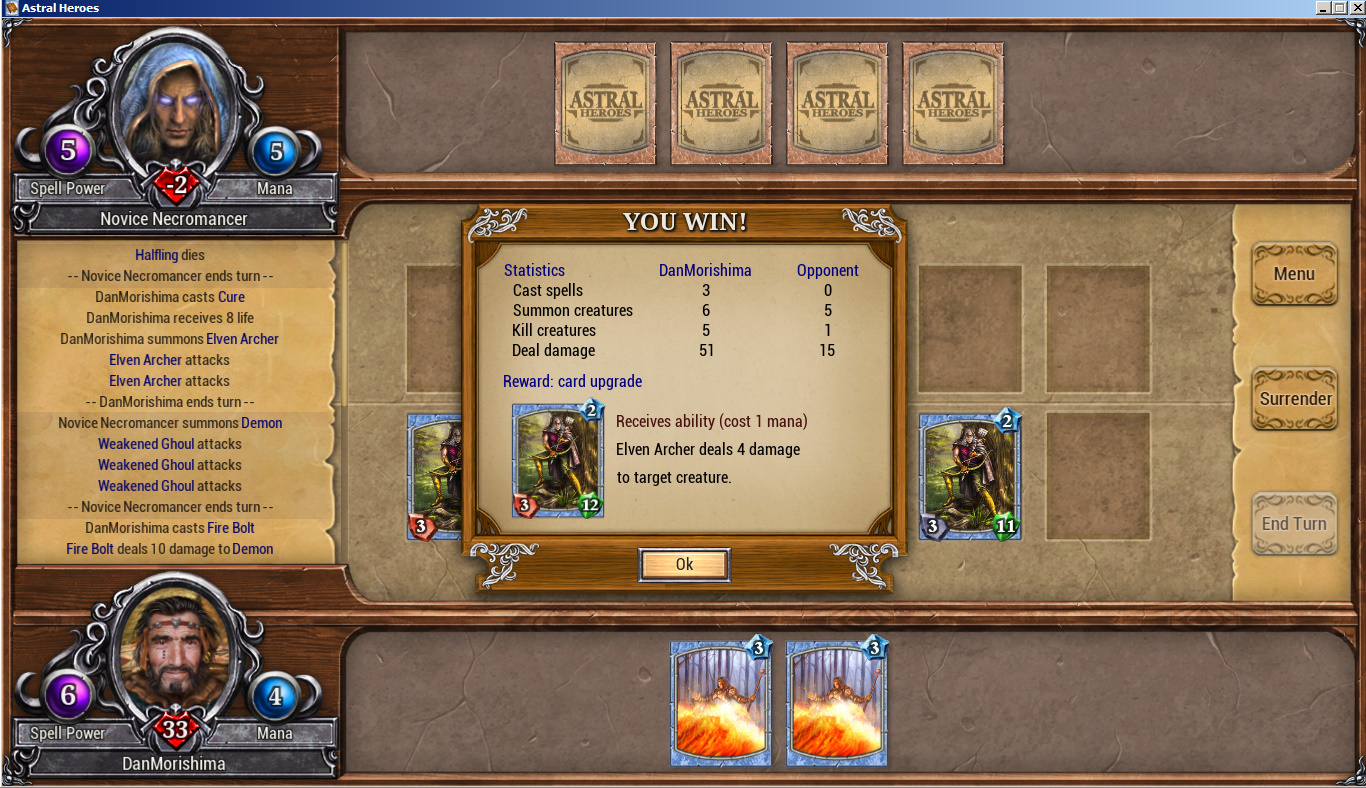 Astral Heroes
5
5
Spell Power
-2
Mana
Novice Necromancer
ASTRAL HEROES
ASTRAL HEROES
ASTRAL HEROES
ASTRAL HEROES
Halfling dies
-- Novice Necromancer ends turn --
DanMorishima casts Cure
DanMorishima receives 8 life
DanMorishima summons Elven Archer
Elven Archer attacks
Elven Archer attacks
-- DanMorishima ends turn --
Novice Necromancer summons Demon
Weakened Ghoul attacks
Weakened Ghoul attacks
Weakened Ghoul attacks
-- Novice Necromancer ends turn --
DanMorishima casts Fire Bolt
Fire Bolt deals 10 damage to Demon
YOU WIN!
Statistics DanMorishima Opponent
Cast spells 3 0
Summon creatures 6 5
Kill creatures 5 1
Deal damage 51 15
Reward: card upgrade
2
3
12
Receives ability (cost 1 mana)
Elven Archer deals 4 damage
to target creature.
Ok
3
2
3
11
Menu
Surrender
End Turn
6
4
Spell Power
33
Mana
DanMorishima
3
3